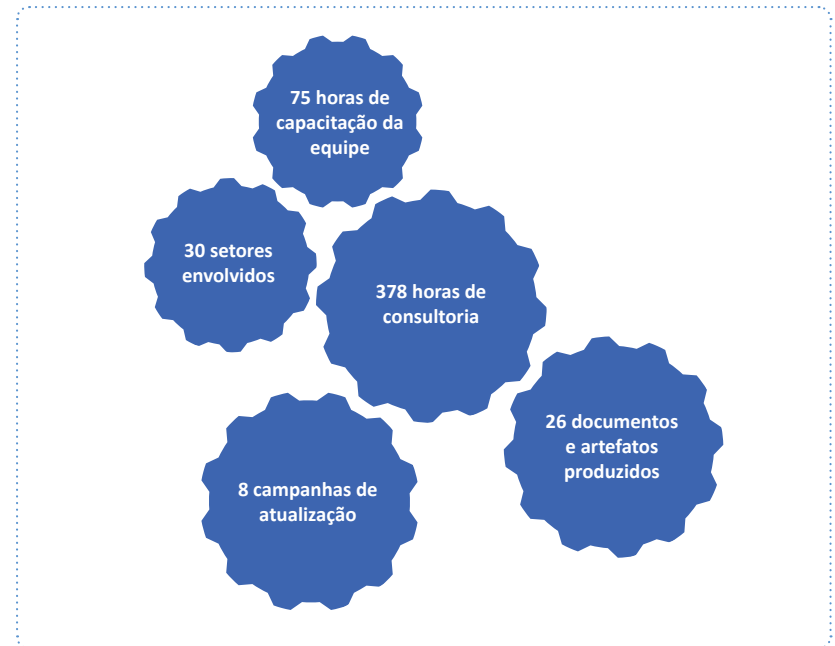 75 horas de
capacitação da
equipe
30 setores
envolvidos
378 horas de
consultoria
26 documentos
e artefatos
produzidos
8 campanhas de
atualização